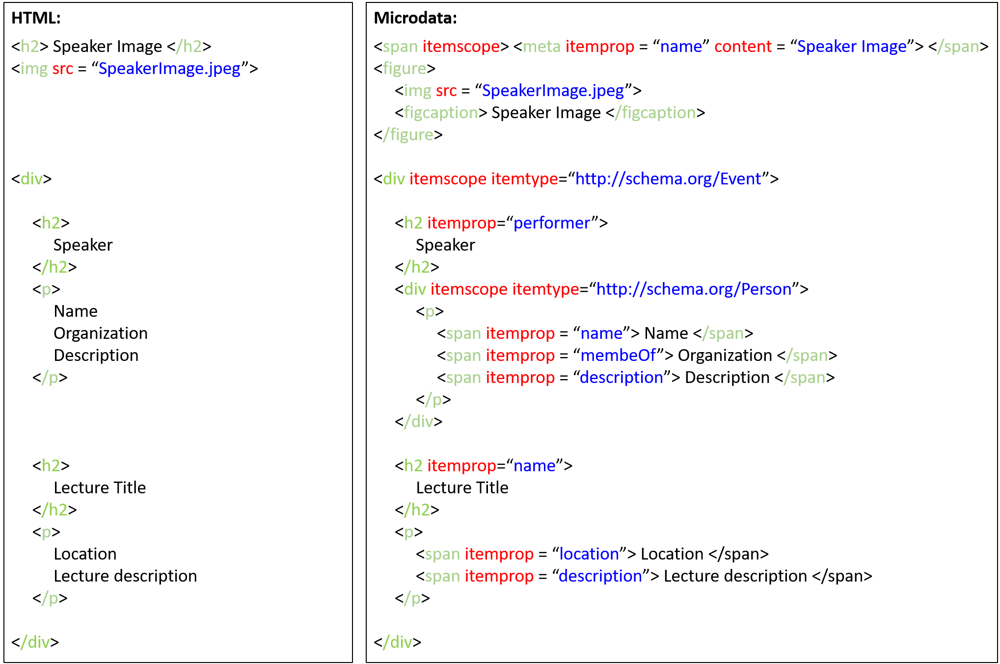 HTML:
<h2> Speaker Image </h2>
<img src = “SpeakerImage.jpeg”>
<div>
<h2>
Speaker
</h2>
<p>
Name
Organization
Description
</p>
<h2>
Lecture Title
</h2>
<p>
Location
Lecture description
</p>
</div>
Microdata:
<span itemscope> <meta itemprop = “name” content = “Speaker Image”> </span>
<figure>
<img src = “SpeakerImage.jpeg”>
<figcaption> Speaker Image </figcaption>
</figure>
<div itemscope itemtype=“http://schema.org/Event”>
<h2 itemprop=“performer”>
Speaker
</h2>
<div itemscope itemtype=“http://schema.org/Person”>
<p>
<span itemprop = “name”> Name </span>
<span itemprop = “membeOf”> Organization </span>
<span itemprop = “description”> Description </span>
</p>
</div>
<h2 itemprop=“name”>
Lecture Title
</h2>
<p>
<span itemprop = “location”> Location </span>
<span itemprop = “description”> Lecture description </span>
</p>
</div>